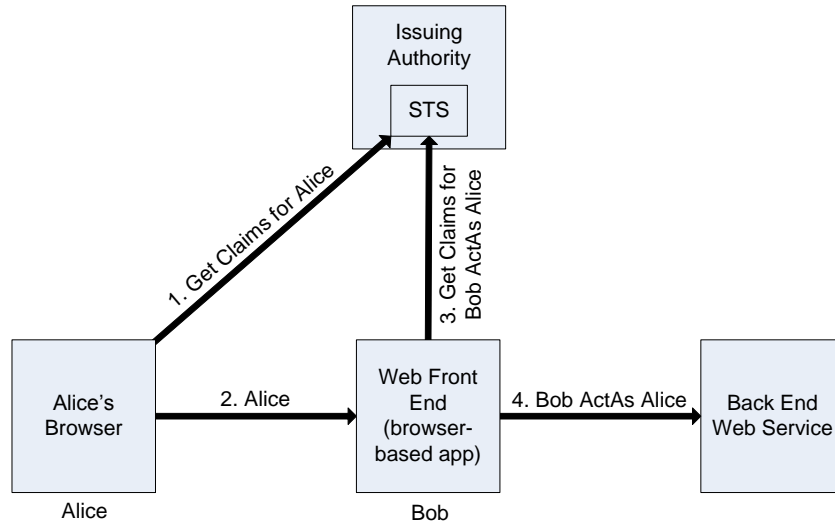 Issuing
Authority
STS
1. Get Claims for Alice
3. Get Claims for
Bob ActAs Alice
Alice’s
Browser
2. Alice
Web Front
End
(browser-
based app)
4. Bob ActAs Alice
Back End
Web Service
Alice
Bob